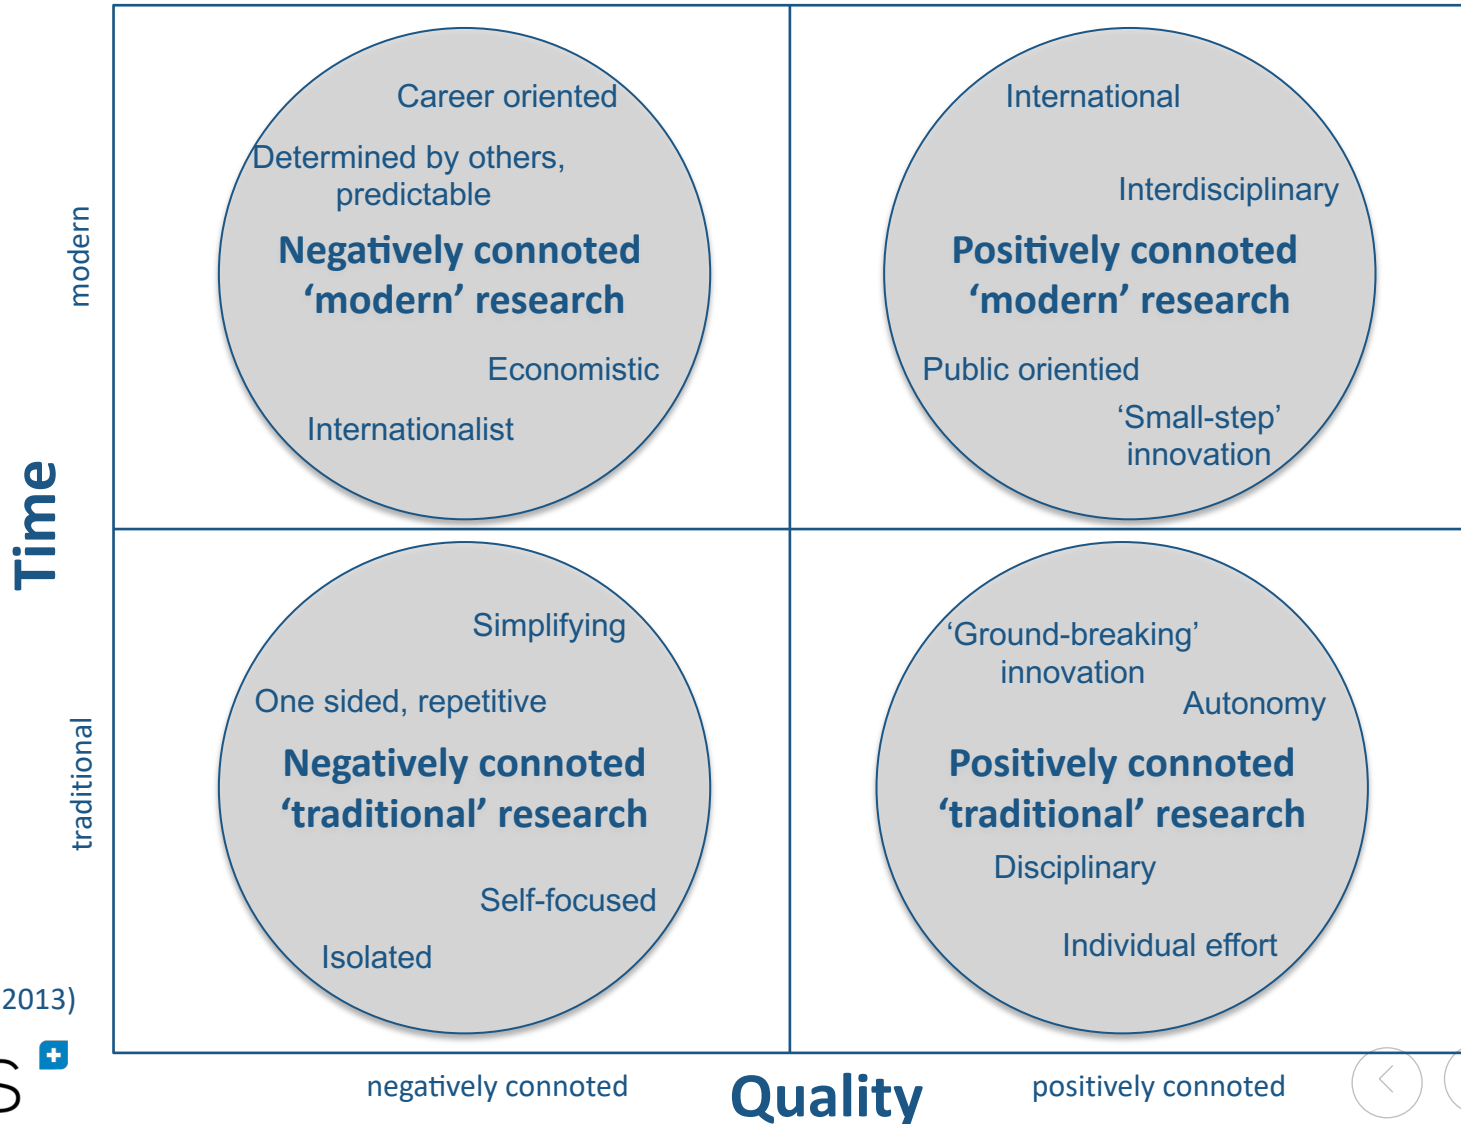 Career oriented
Determined by others,
predictable
Negatively connoted
‘modern’ research
Economistic
Internationalist
International
Interdisciplinary
Positively connoted
‘modern’ research
Public orientied
‘Small-step’
innovation
modern
Time
traditional
Simplifying
One sided, repetitive
Negatively connoted
‘traditional’ research
Self-focused
Isolated
‘Ground-breaking’
innovation
Autonomy
Positively connoted
‘traditional’ research
Disciplinary
Individual effort
2013)
S
negatively connoted
Quality
positively connoted